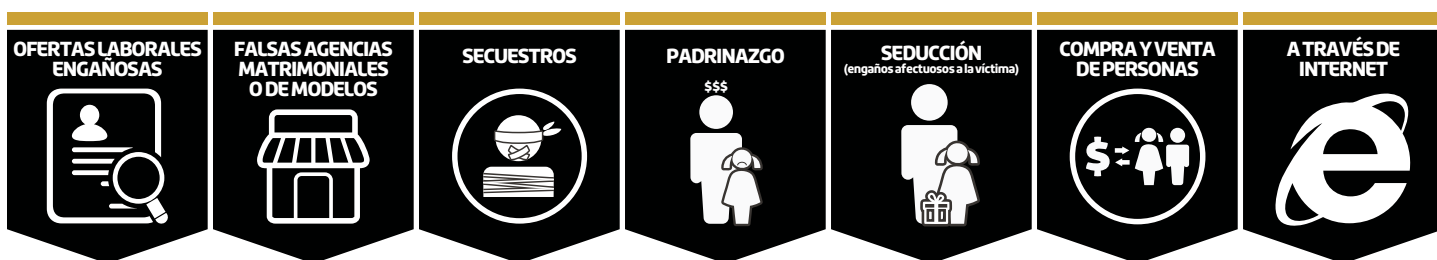 OFERTAS LABORALES
ENGAÑOSAS
FALSAS AGENCIAS
MATRIMONIALES
O DE MODELOS
SECUESTROS
PADRINAZGO
$$$
SEDUCCIÓN
(engaños afectuosos a la víctima)
COMPRA Y VENTA
DE PERSONAS
$
A TRAVÉS DE
INTERNET